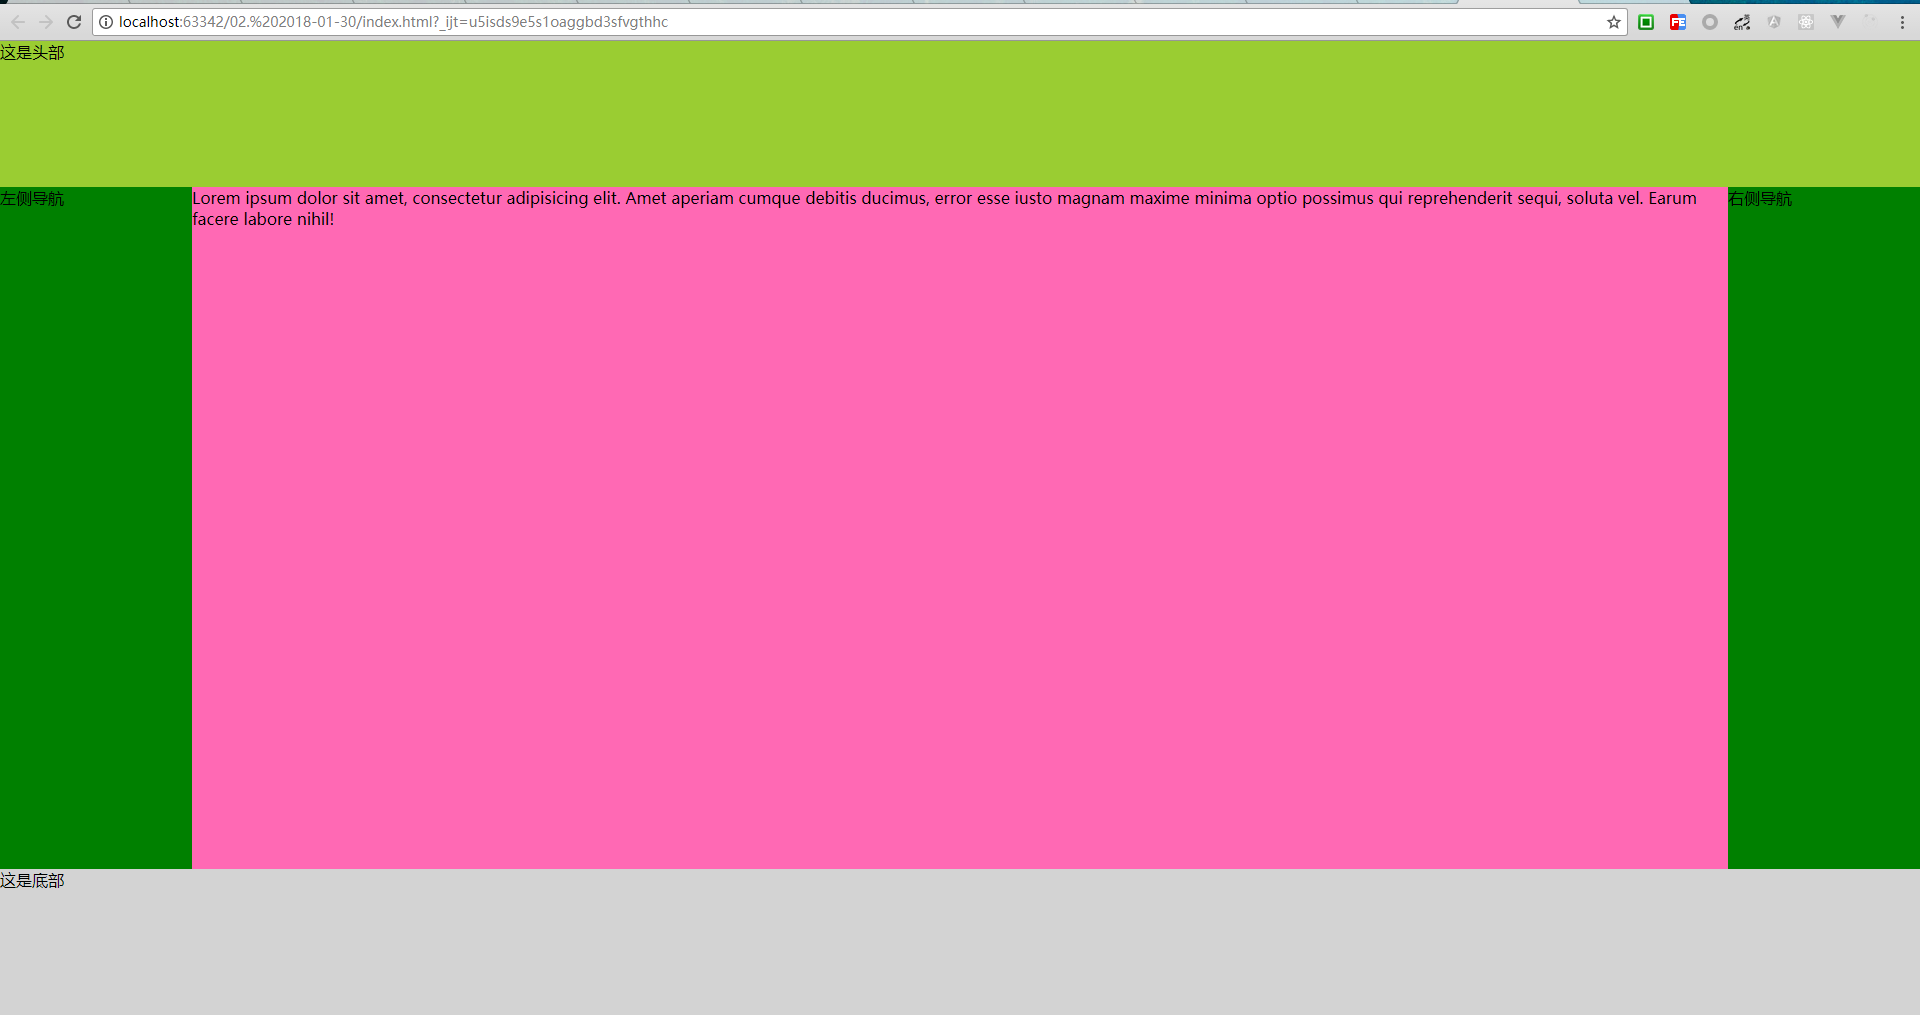 localhost:63342/02.%202018-01-30/index.html?_ijt=u5isds9e5s1oaggbd3sfvgthhc
这是头部
左侧导航
Lorem ipsum dolor sit amet, consectetur adipisicing elit. Amet aperiam cumque debitis ducimus, error esse iusto magnam maxime minima optio possimus qui reprehenderit sequi, soluta vel. Earum
facere labore nihil!
右侧导航
这是底部